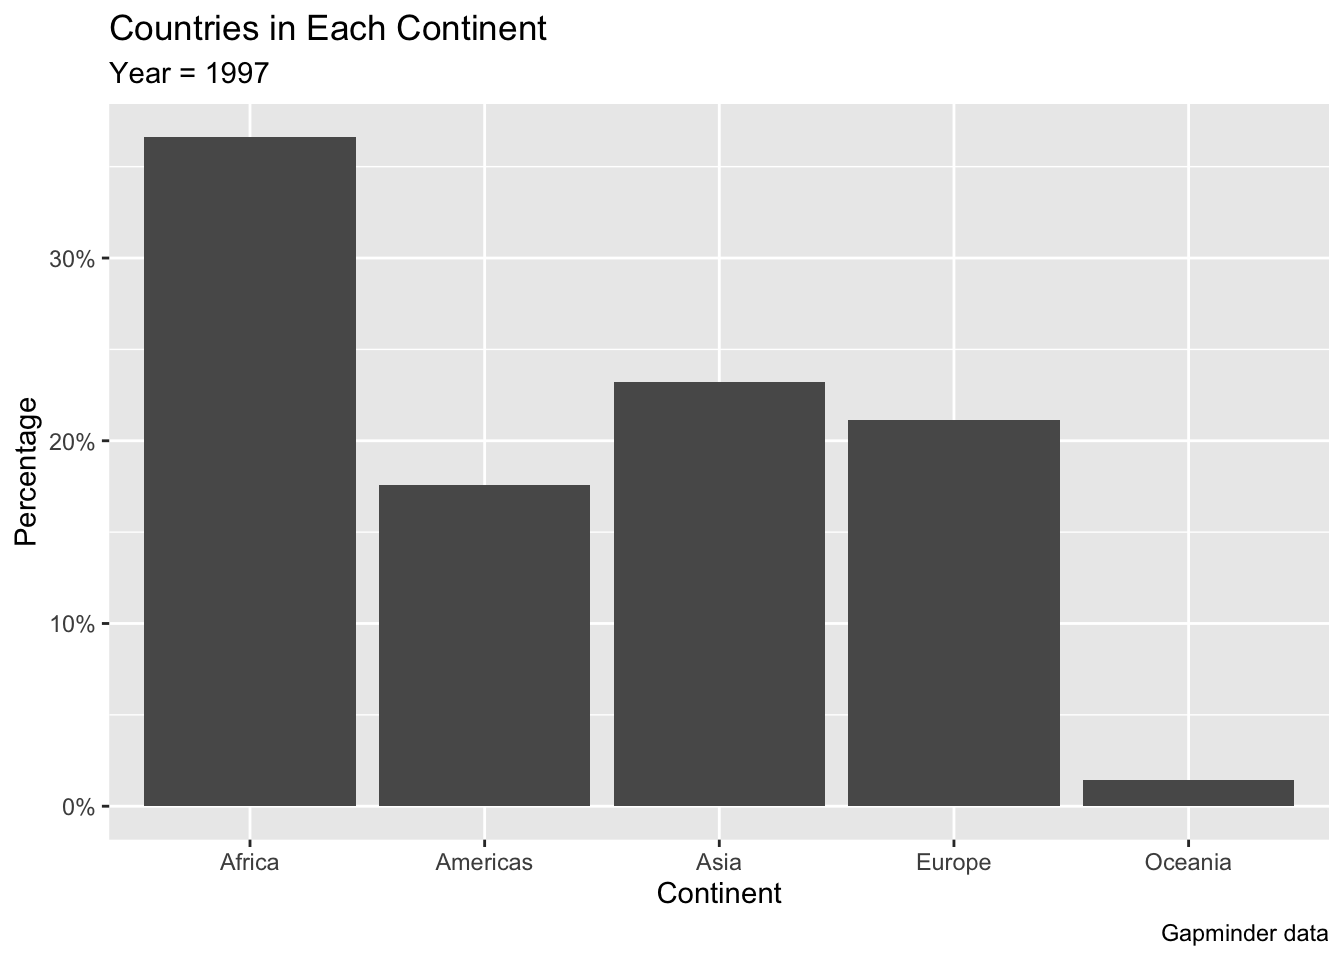 Countries in Each Continent
Year = 1997
Percentage
30%
20%
10%
0%
Africa Americas Asia Europe Oceania
Continent
Gapminder data